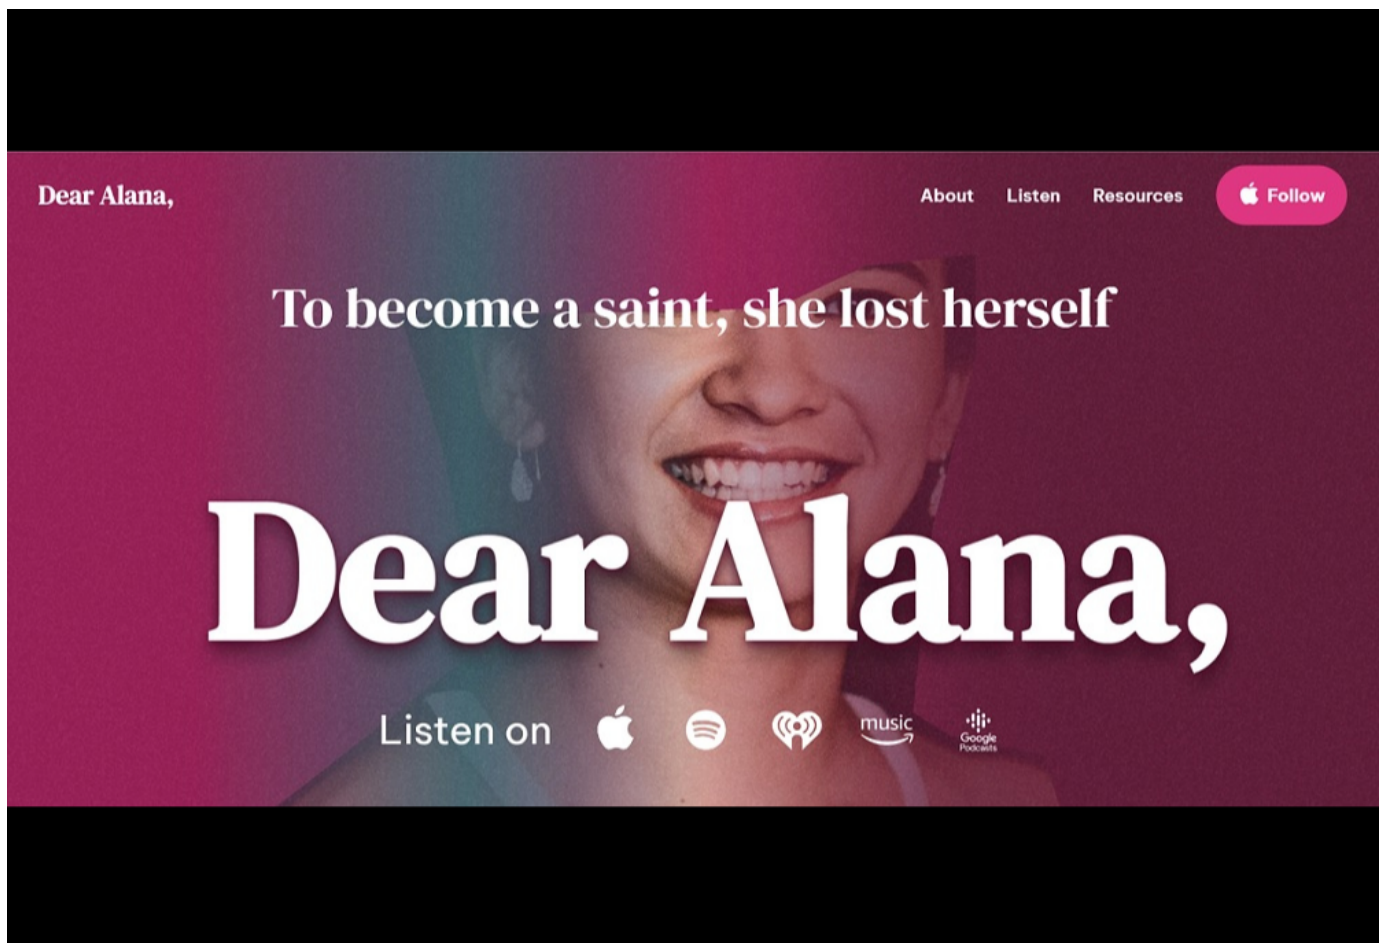 Dear Alana,
About Listen Resources Follow
To become a saint, she lost herself
Dear Alana,
Listen on
music
Google
Podcasts